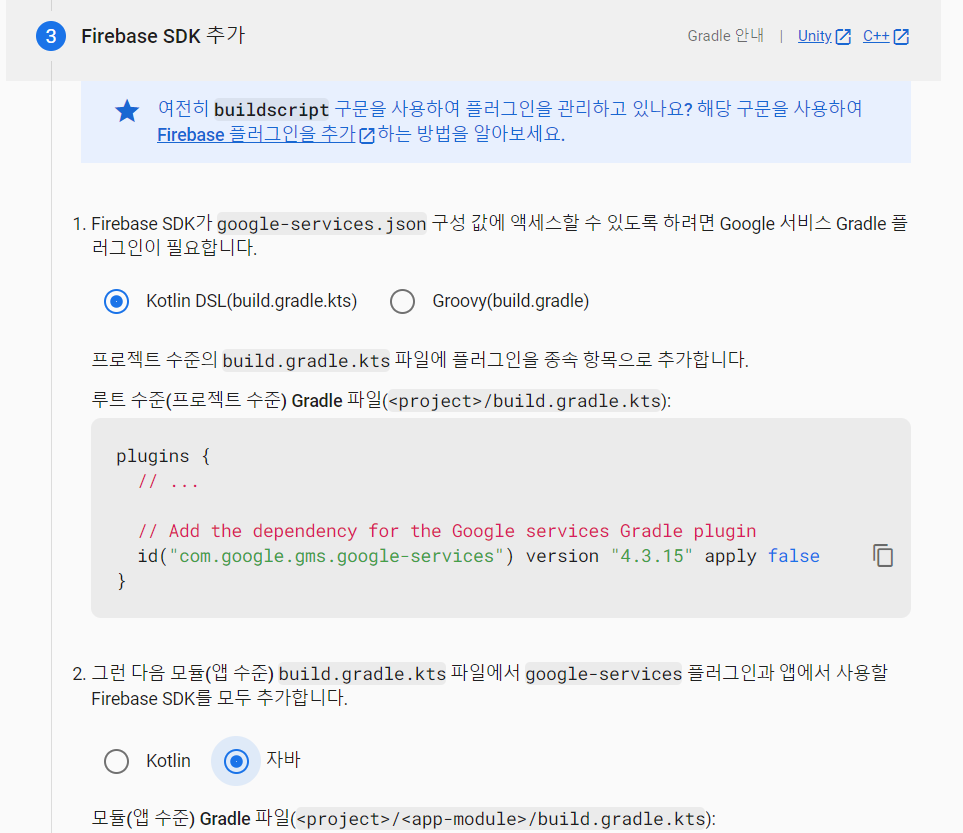 3 Firebase SDK 추가 Gradle 안내 | Unity C++
여전히 buildscript 구문을 사용하여 플러그인을 관리하고 있나요? 해당 구문을 사용하여
Firebase 플러그인을 추가 하는 방법을 알아보세요.
1. Firebase SDK가 google-services.json 구성 값에 액세스할 수 있도록 하려면 Google 서비스 Gradle 플
러그인이 필요합니다.
Kotlin DSL(build.gradle.kts) Groovy(build.gradle)
프로젝트 수준의 build.gradle.kts 파일에 플러그인을 종속 항목으로 추가합니다.
루트 수준(프로젝트 수준) Gradle 파일(<project>/build.gradle.kts):
plugins {
// ...
// Add the dependency for the Google services Gradle plugin
id("com.google.gms.google-services") version "4.3.15" apply false
}
2. 그런 다음 모듈(앱 수준) build.gradle.kts 파일에서 google-services 플러그인과 앱에서 사용할
Firebase SDK를 모두 추가합니다.
Kotlin 자바
모듈(앱 수준) Gradle 파일(<project>/<app-module>/build.gradle.kts):